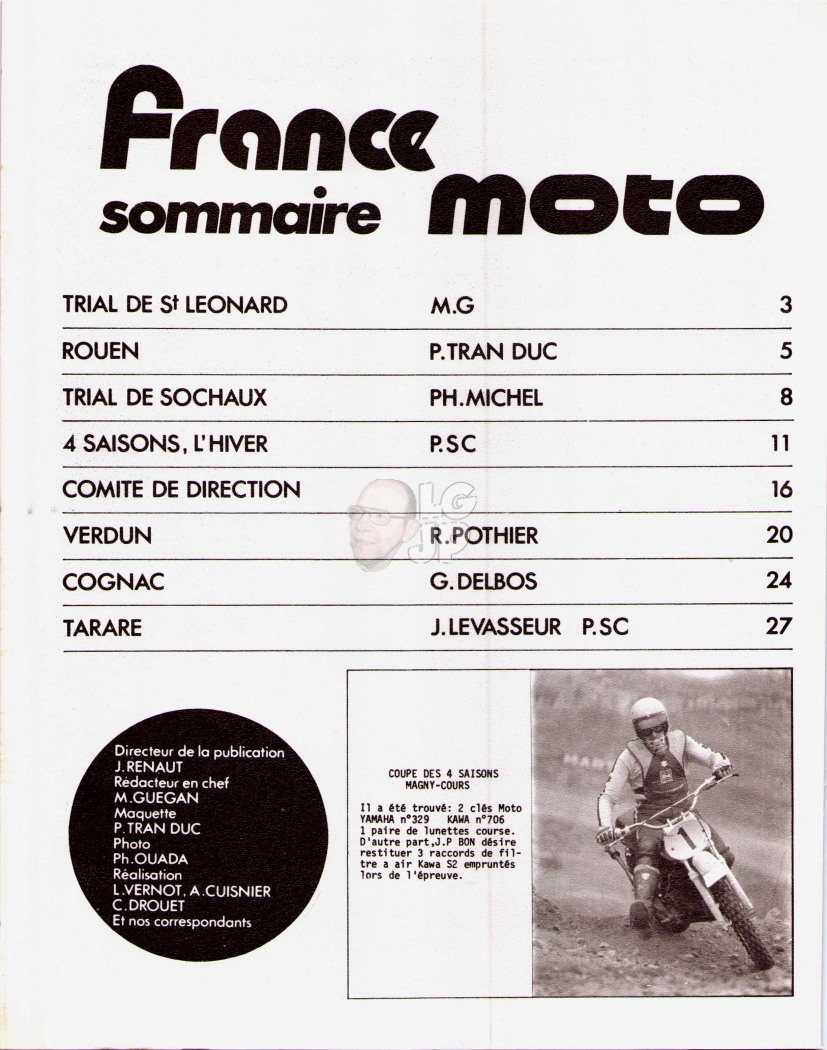 france
moto
sommaire
TRIAL DE St LEONARD M.G 3
ROUEN P.TRAN DUC 5
TRIAL DE SOCHAUX PH.MICHEL 8
4 SAISONS, L'HIVER P.SC 11
COMITE DE DIRECTION 16
VERDUN R.POTHIER 20
COGNAC G.DELBOS 24
TARARE J.LEVASSEUR P.SC 27
LG
JP
Directeur de la publication
J.RENAUT
Rédacteur en chef
M.GUEGAN
Maquette
P.TRAN DUC
Photo
Ph.OUADA
Réalisation
L.VERNOT, A.CUISNIER
C.DROUET
Et nos correspondants
COUPE DES 4 SAISONS
MAGNY-COURS
Il a été trouvé: 2 clés Moto
YAMAHA n°329 KAWA n°706
1 paire de lunettes course.
D'autre part,J.P BON désire
restituer 3 raccords de fil-
tre a air Kawa S2 empruntés
lors de l'épreuve.
1